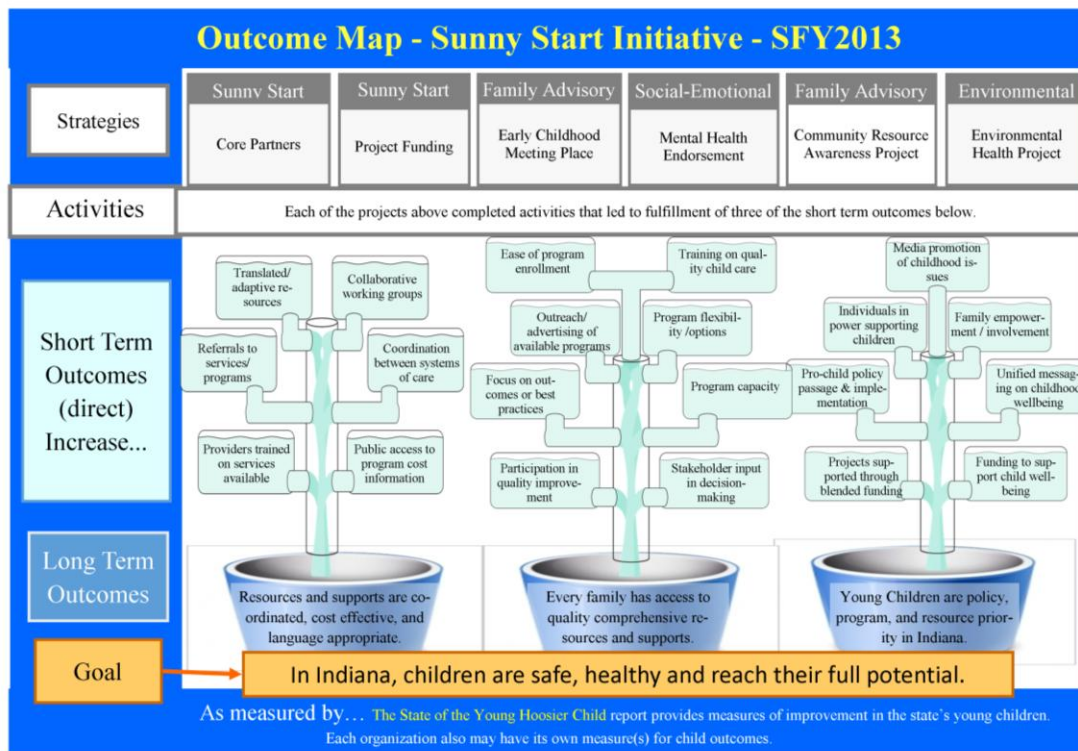 Outcome Map - Sunny Start Initiative - SFY2013
Strategies
Sunny Start
Core Partners
Sunny Start
Project Funding
Family Advisory
Early Childhood
Meeting Place
Social-Emotional
Mental Health
Endorsement
Family Advisory
Community Resource
Awareness Project
Environmental
Environmental
Health Project
Activities
Each of the projects above completed activities that led to fulfillment of three of the short term outcomes below.
Short Term
Outcomes
(direct)
Increase...
Translated/
adaptive re-
sources
Collaborative
working groups
Referrals to
services/
programs
Coordination
between systems
of care
Providers trained
on services
available
Public access to
program cost
information
Ease of program
enrollment
Training on qual-
ity child care
Outreach/
advertising of
available programs
Program flexibil-
ity /options
Focus on out-
comes or best
practices
Program capacity
Participation in
quality improve-
ment
Stakeholder input
in decision-
making
Media promotion
of childhood is-
sues
Individuals in
power supporting
children
Family empower-
ment / involvement
Pro-child policy
passage & imple-
mentation
Unified messag-
ing on childhood
wellbeing
Projects sup-
ported through
blended funding
Funding to sup-
port child well-
being
Long Term
Outcomes
Resources and supports are co-
ordinated, cost effective, and
language appropriate.
Every family has access to
quality comprehensive re-
sources and supports.
Young Children are policy,
program, and resource prior-
ity in Indiana.
Goal
In Indiana, children are safe, healthy and reach their full potential.
As measured by… The State of the Young Hoosier Child report provides measures of improvement in the state's young children.
Each organization also may have its own measure(s) for child outcomes.